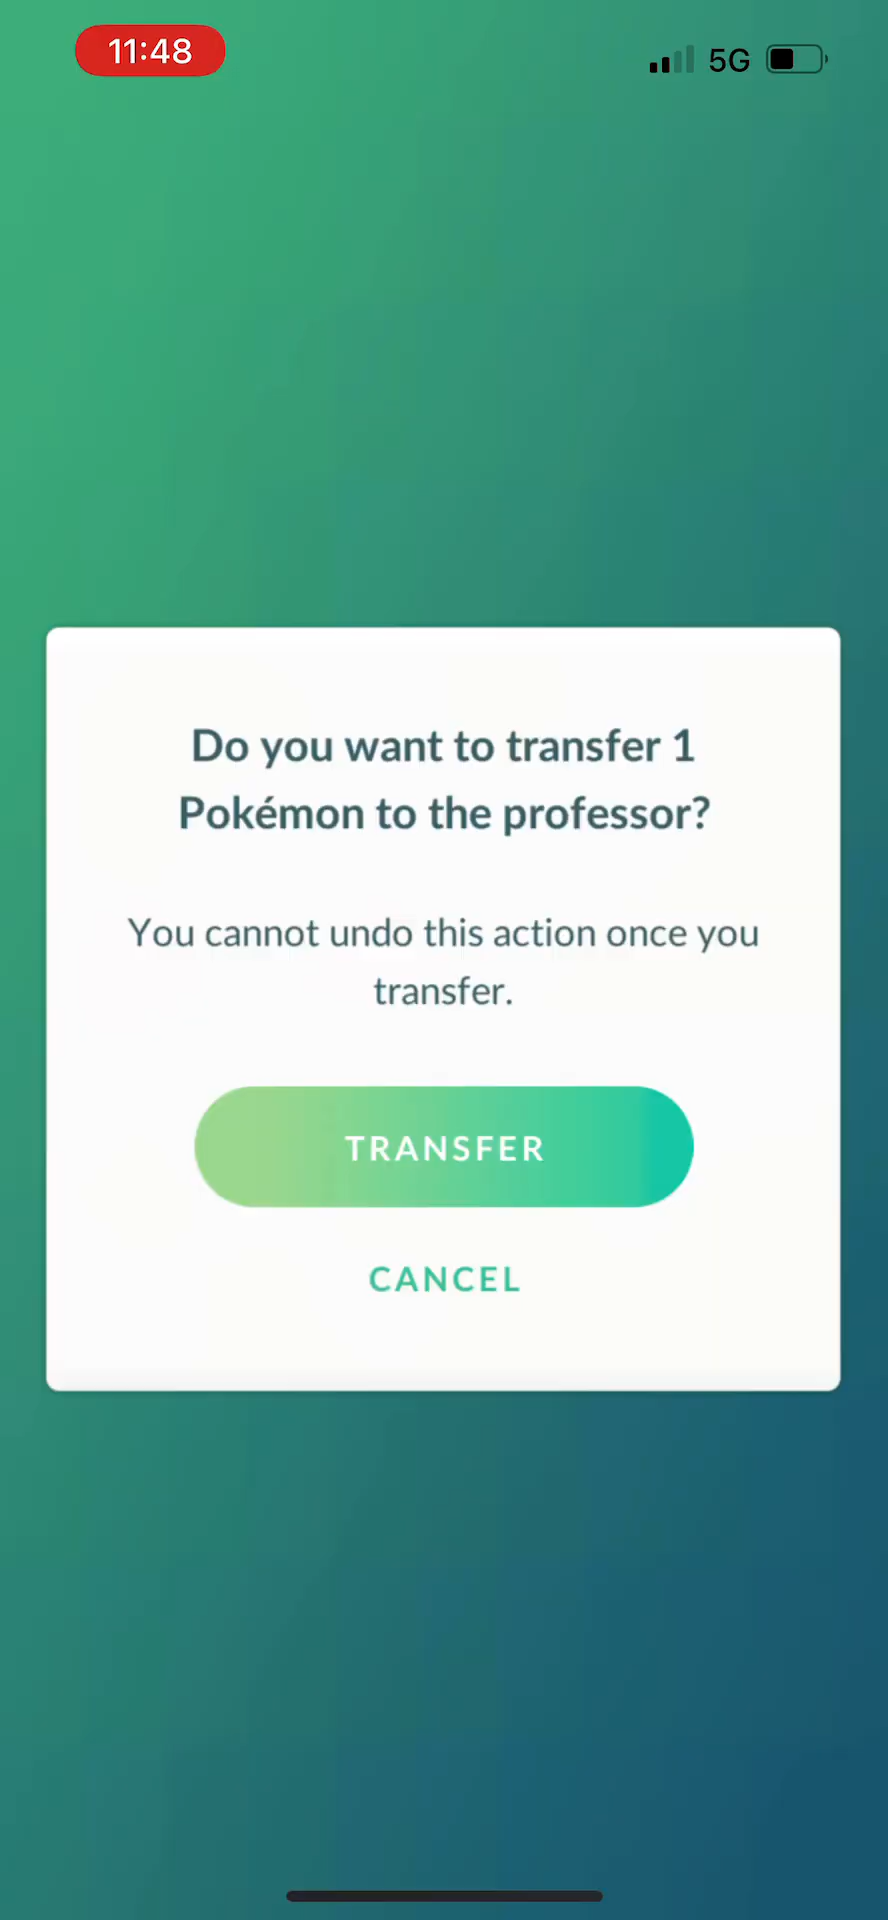 11:48
5G
Do you want to transfer 1
Pokémon to the professor?
You cannot undo this action once you
transfer.
TRANSFER
CANCEL